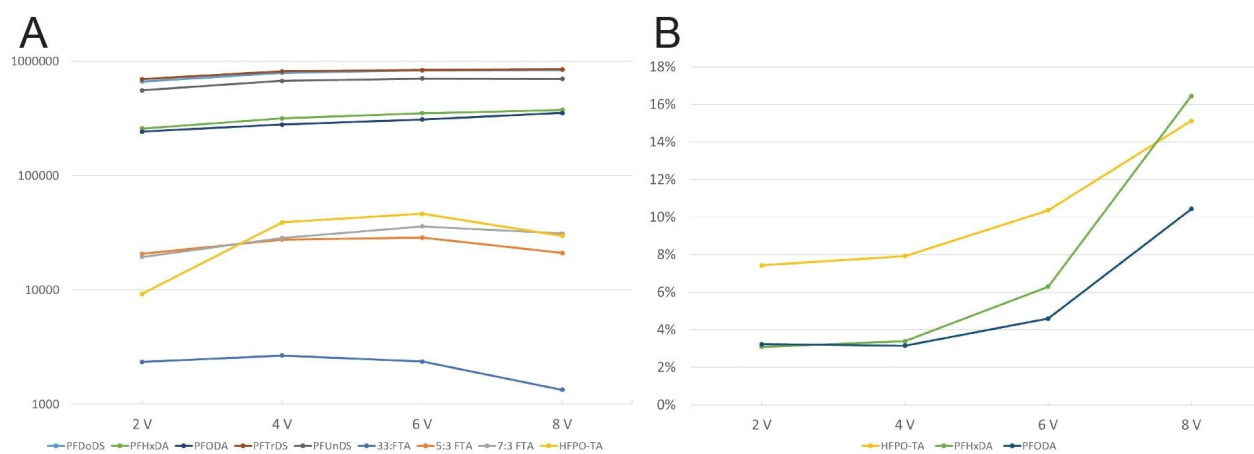 A
1000000
100000
10000
1000
2 V 4 V 6 V 8 V
PFDoDS PFHxDA PFODA PFTrDS PFUnDS 33:FTA 5:3 FTA 7:3 FTA HFPO-TA
B
18%
16%
14%
12%
10%
8%
6%
4%
2%
0%
2 V 4 V 6 V 8 V
HFPO-TA PFHxDA PFODA